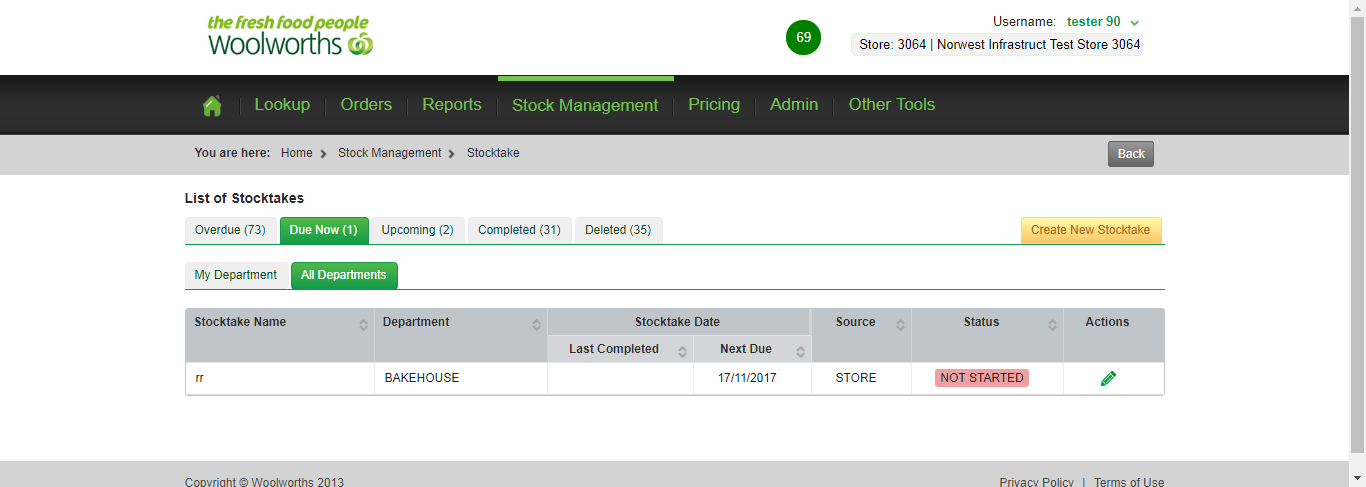 the fresh food people
Woolworths
69
Username: tester 90
Store: 3064 | Norwest Infrastruct Test Store 3064
Lookup Orders Reports Stock Management Pricing Admin Other Tools
You are here: Home Stock Management Stocktake Back
List of Stocktakes
Overdue (73) Due Now (1) Upcoming (2) Completed (31) Deleted (35) Create New Stocktake
My Department All Departments
Stocktake Name Department Stocktake Date Source Status Actions
Last Completed Next Due
rr BAKEHOUSE 17/11/2017 STORE NOT STARTED
Copyright © Woolworths 2013 Privacy Policy | Terms of Use